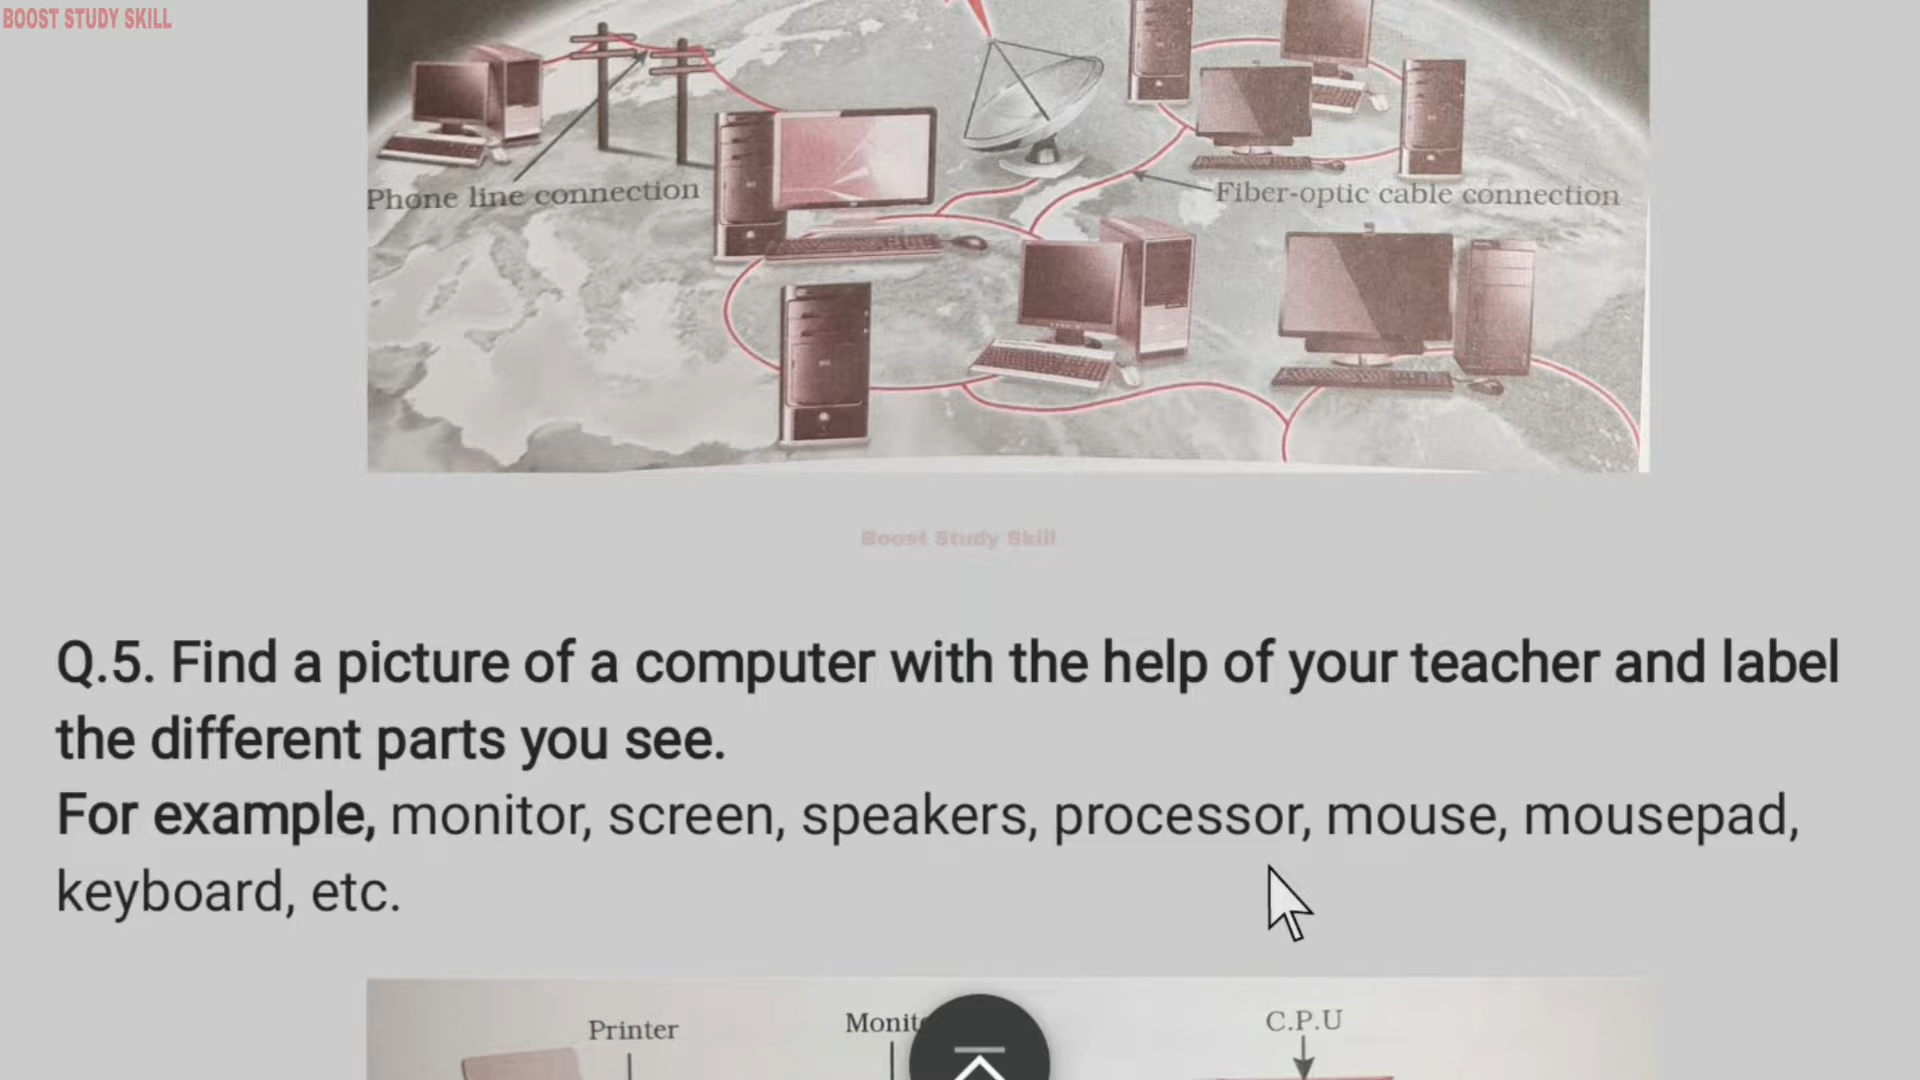 BOOST STUDY SKILL
Phone line connection
Fiber-optic cable connection
Boost Study Skill
Q.5. Find a picture of a computer with the help of your teacher and label
the different parts you see.
For example, monitor, screen, speakers, processor, mouse, mousepad,
keyboard, etc.
Printer
C.P.U